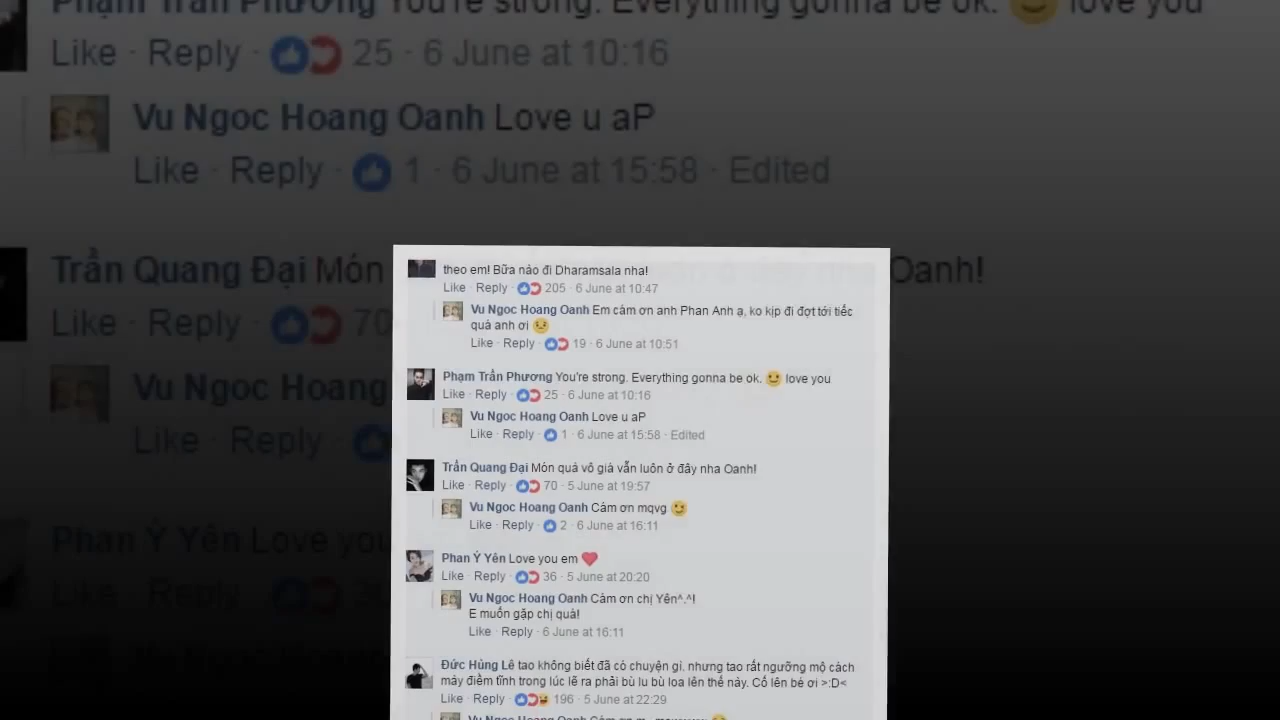 Phạm Trần Phương You're strong. Everything gonna be ok. love you
Like · Reply · 25 · 6 June at 10:16
Vu Ngoc Hoang Oanh Love u aP
Like · Reply · 1 · 6 June at 15:58 · Edited
Trần Quang Đại Món
Oanh!
Like · Reply · 70
Vu Ngoc Hoang
Like · Reply
Phan Ý Yên Love you
Like · Reply
theo em! Bữa nào đi Dharamsala nha!
Like · Reply · 205 · 6 June at 10:47
Vu Ngoc Hoang Oanh Em cám ơn anh Phan Anh ạ, ko kịp đi đợt tới tiếc
quá anh ơi
Like · Reply · 19 · 6 June at 10:51
Phạm Trần Phương You're strong. Everything gonna be ok. love you
Like · Reply · 25 · 6 June at 10:16
Vu Ngoc Hoang Oanh Love u aP
Like · Reply · 1 · 6 June at 15:58 · Edited
Trần Quang Đại Món quà vô giá vẫn luôn ở đây nha Oanh!
Like · Reply · 70 · 5 June at 19:57
Vu Ngoc Hoang Oanh Cám ơn mqvg
Like · Reply · 2 · 6 June at 16:11
Phan Ý Yên Love you em
Like · Reply · 36 · 5 June at 20:20
Vu Ngoc Hoang Oanh Cám ơn chị Yên^.^!
E muốn gặp chị quá!
Like · Reply · 6 June at 16:11
Đức Hùng Lê tao không biết đã có chuyện gì. nhưng tao rất ngưỡng mộ cách
mày điềm tĩnh trong lúc lẽ ra phải bù lu bù loa lên thế này. Cố lên bé ơi >:D<
Like · Reply · 196 · 5 June at 22:29
Vu Ngoc Hoang Oanh Cám ơn